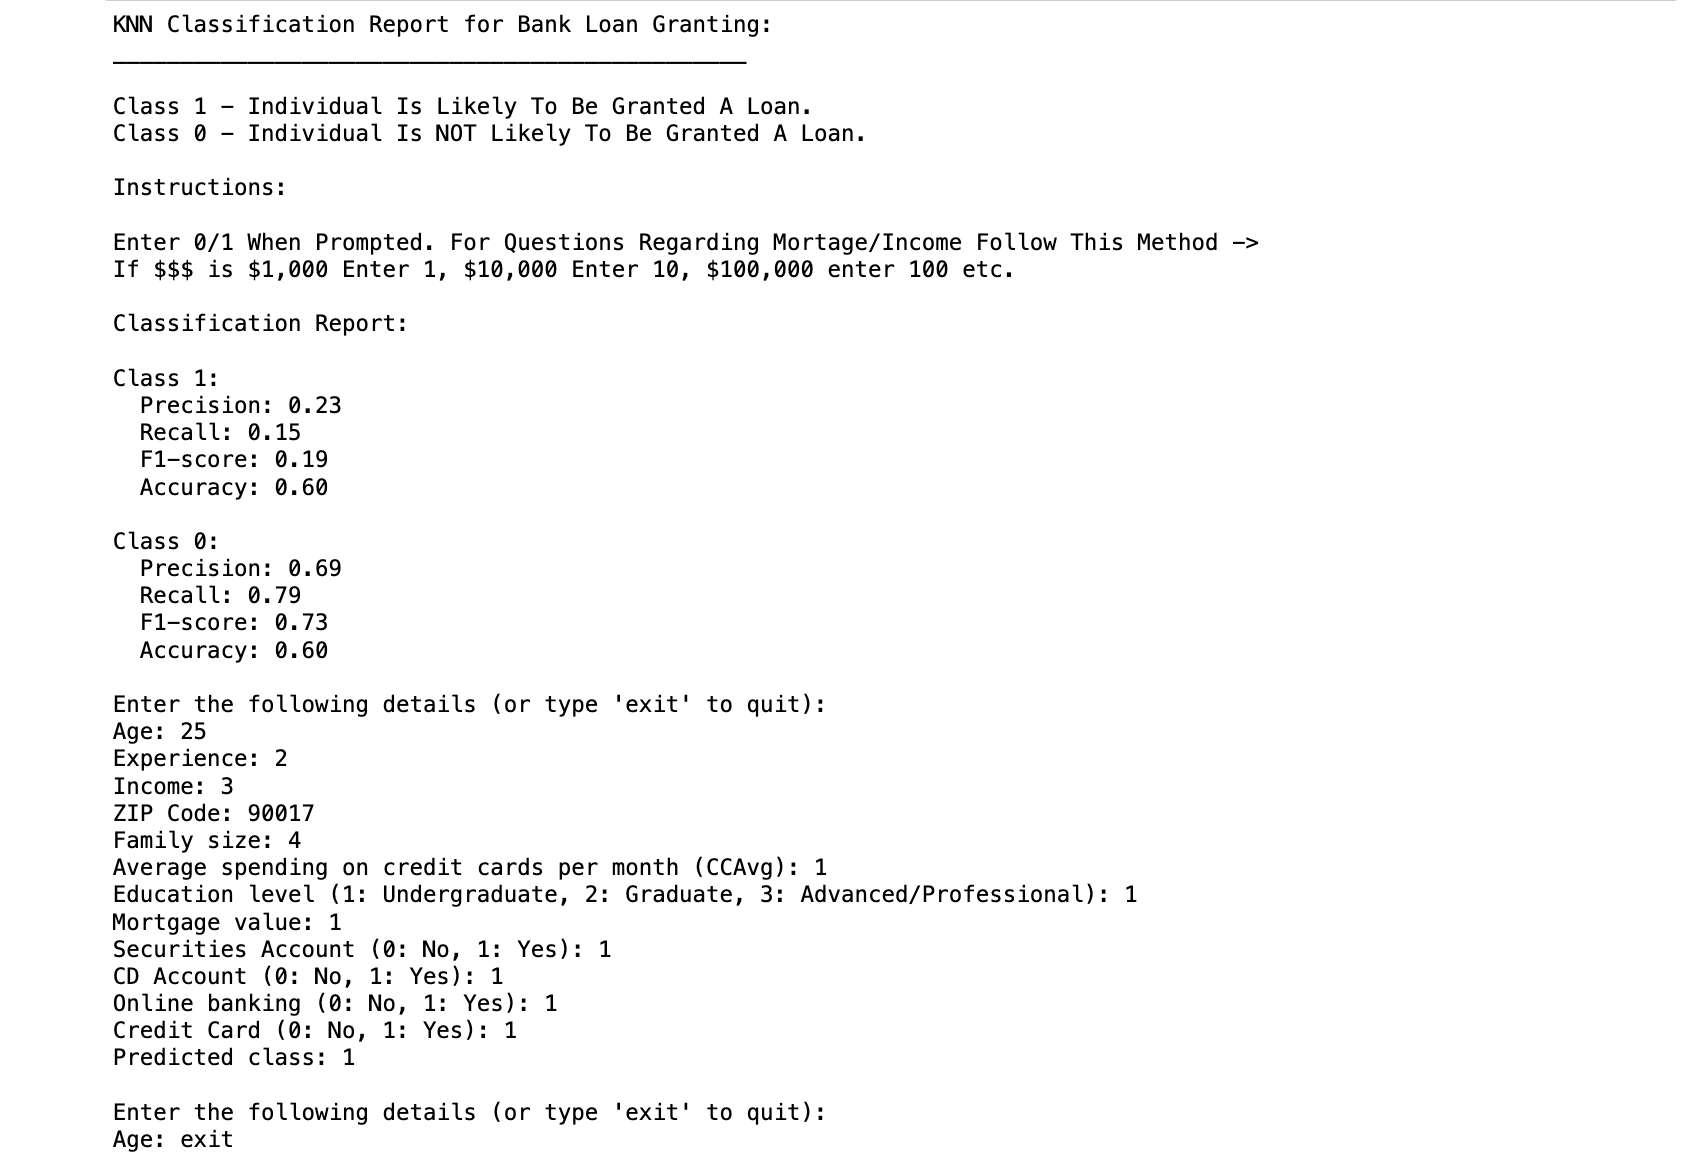 KNN Classification Report for Bank Loan Granting:
_______________________________________________
Class 1 – Individual Is Likely To Be Granted A Loan.
Class 0 – Individual Is NOT Likely To Be Granted A Loan.
Instructions:
Enter 0/1 When Prompted. For Questions Regarding Mortage/Income Follow This Method –>
If $$$ is $1,000 Enter 1, $10,000 Enter 10, $100,000 enter 100 etc.
Classification Report:
Class 1:
Precision: 0.23
Recall: 0.15
F1–score: 0.19
Accuracy: 0.60
Class 0:
Precision: 0.69
Recall: 0.79
F1–score: 0.73
Accuracy: 0.60
Enter the following details (or type 'exit' to quit):
Age: 25
Experience: 2
Income: 3
ZIP Code: 90017
Family size: 4
Average spending on credit cards per month (CCAvg): 1
Education level (1: Undergraduate, 2: Graduate, 3: Advanced/Professional): 1
Mortgage value: 1
Securities Account (0: No, 1: Yes): 1
CD Account (0: No, 1: Yes): 1
Online banking (0: No, 1: Yes): 1
Credit Card (0: No, 1: Yes): 1
Predicted class: 1
Enter the following details (or type 'exit' to quit):
Age: exit